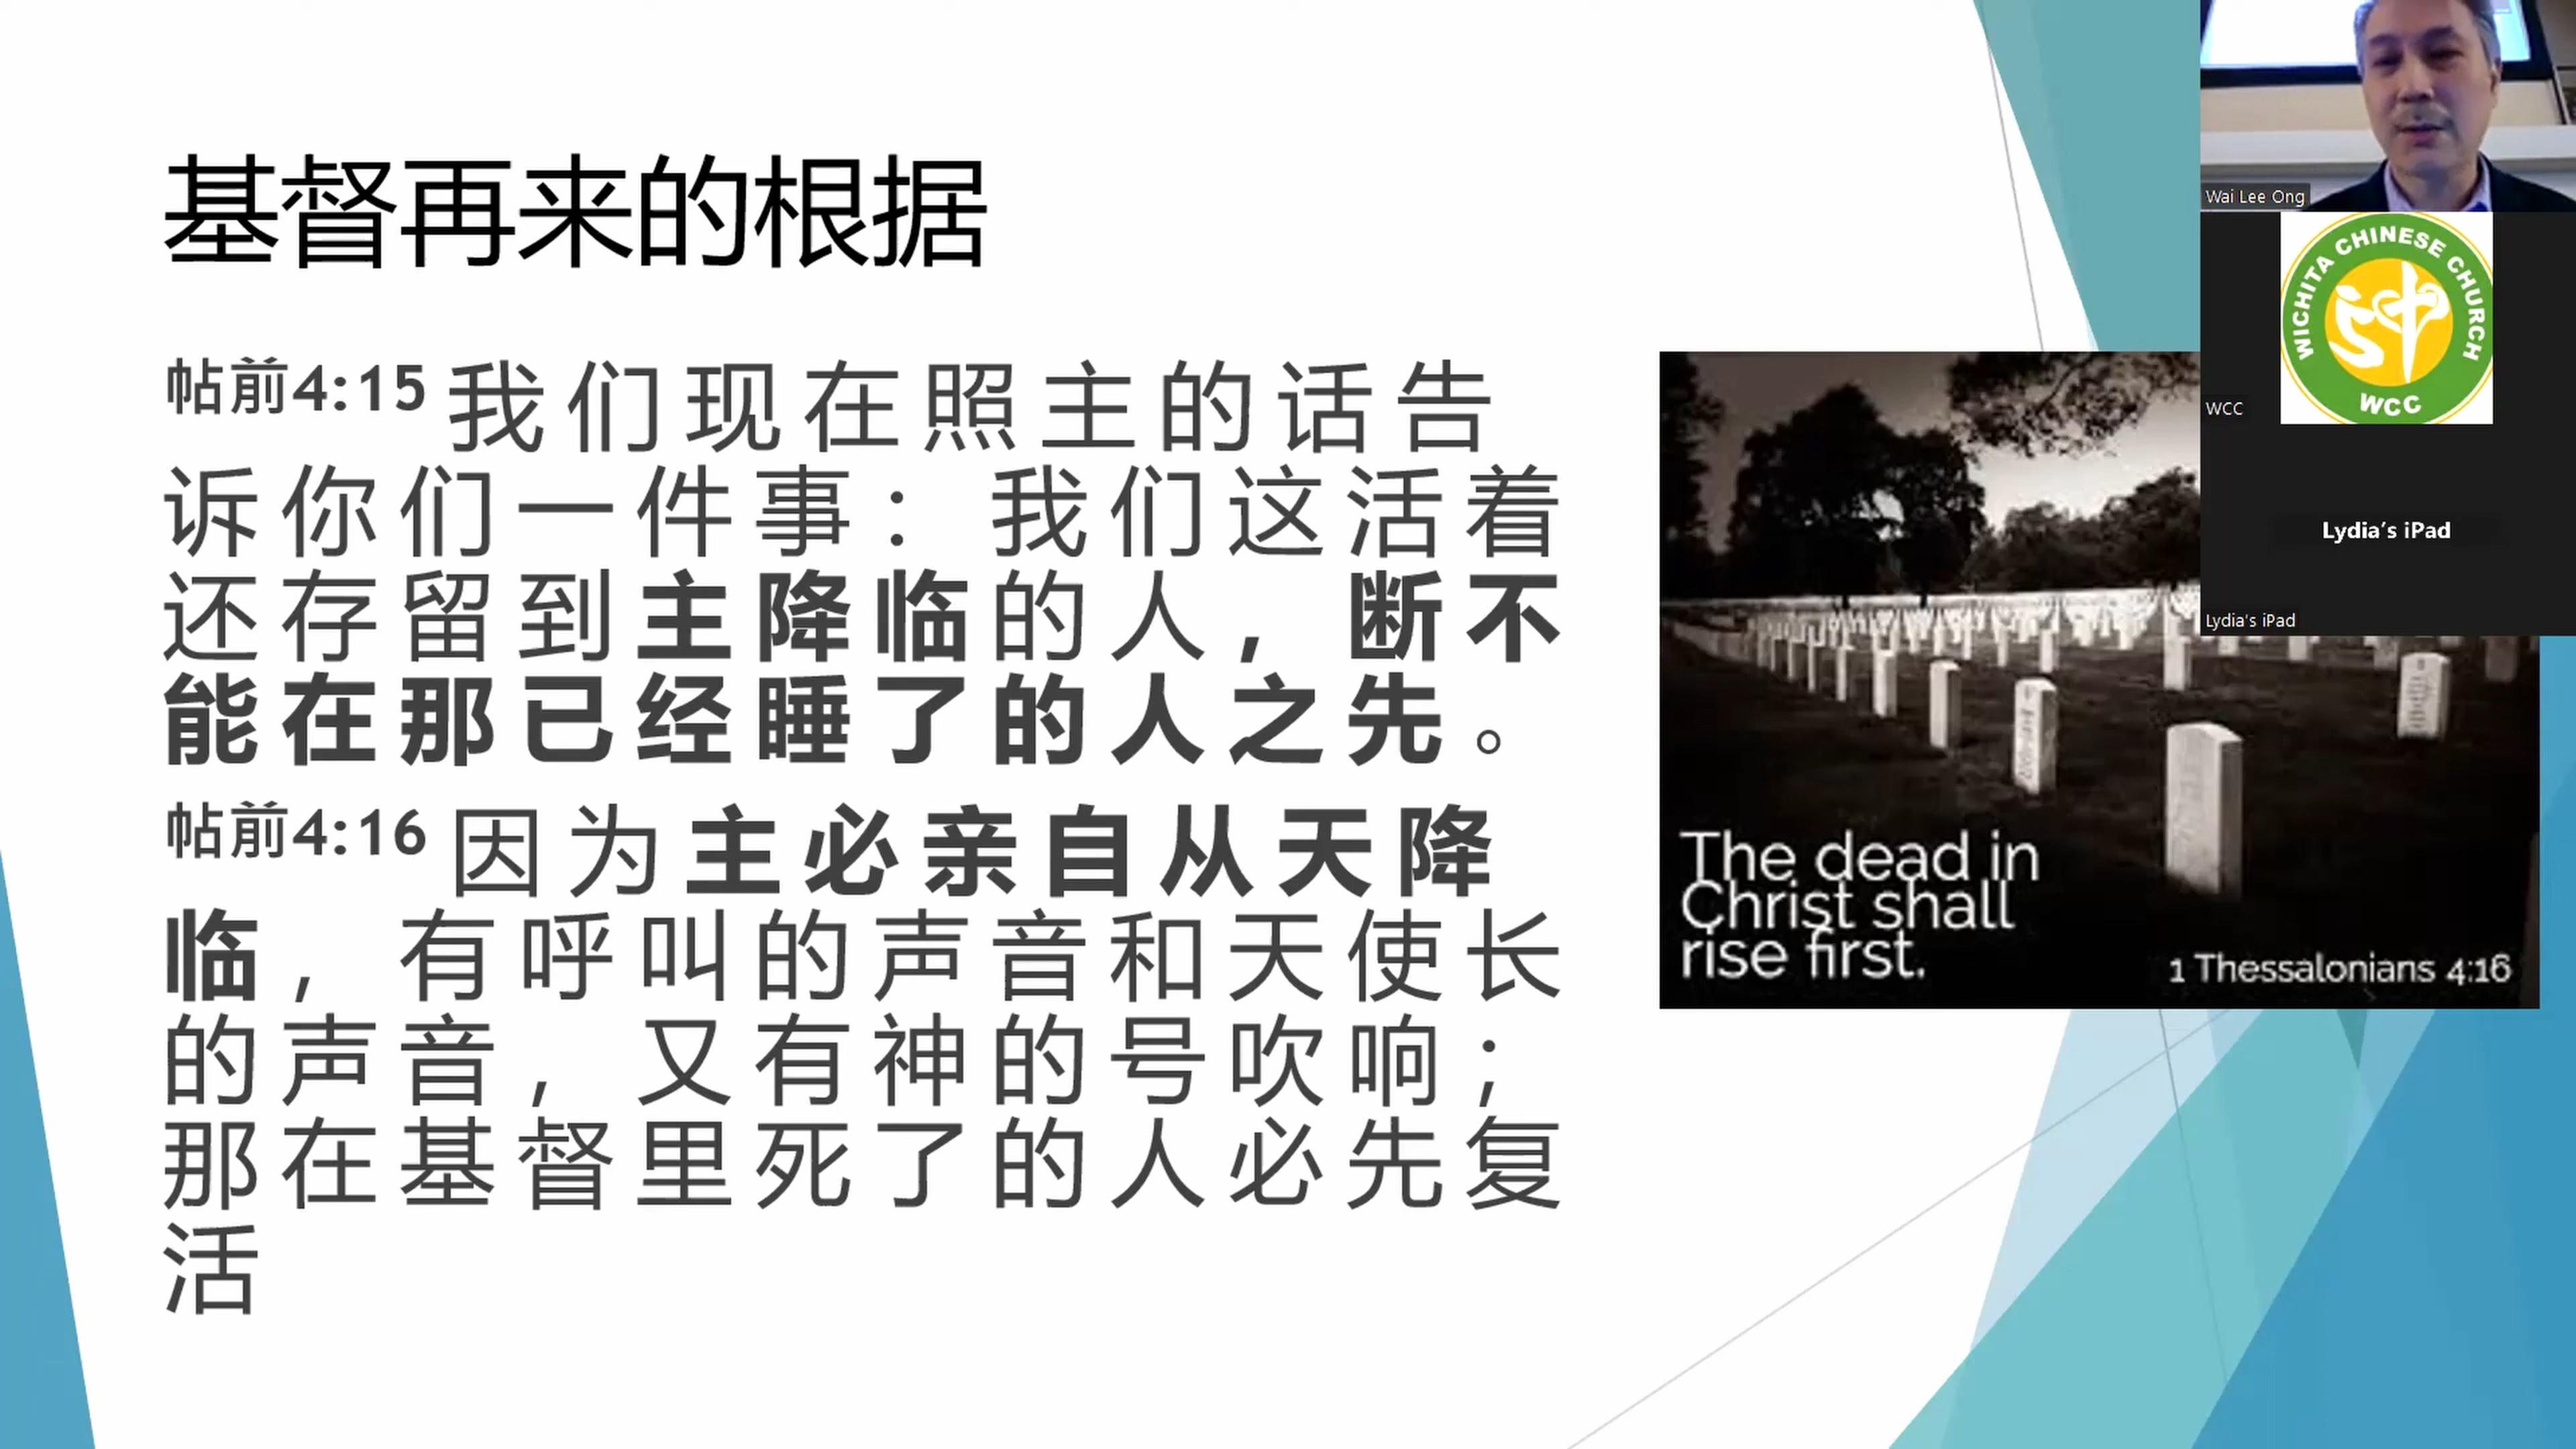 基督再来的根据
帖前4:15 我们现在照主的话告
诉你们一件事：我们这活着
还存留到主降临的人，断不
能在那已经睡了的人之先。
帖前4:16 因为主必亲自从天降
临，有呼叫的声音和天使长
的声音，又有神的号吹响；
那在基督里死了的人必先复
活
The dead in
Christ shall
rise first.
1 Thessalonians 4:16
Wai Lee Ong
WICHITA CHINESE CHURCH
WCC
WCC
Lydia's iPad
Lydia's iPad